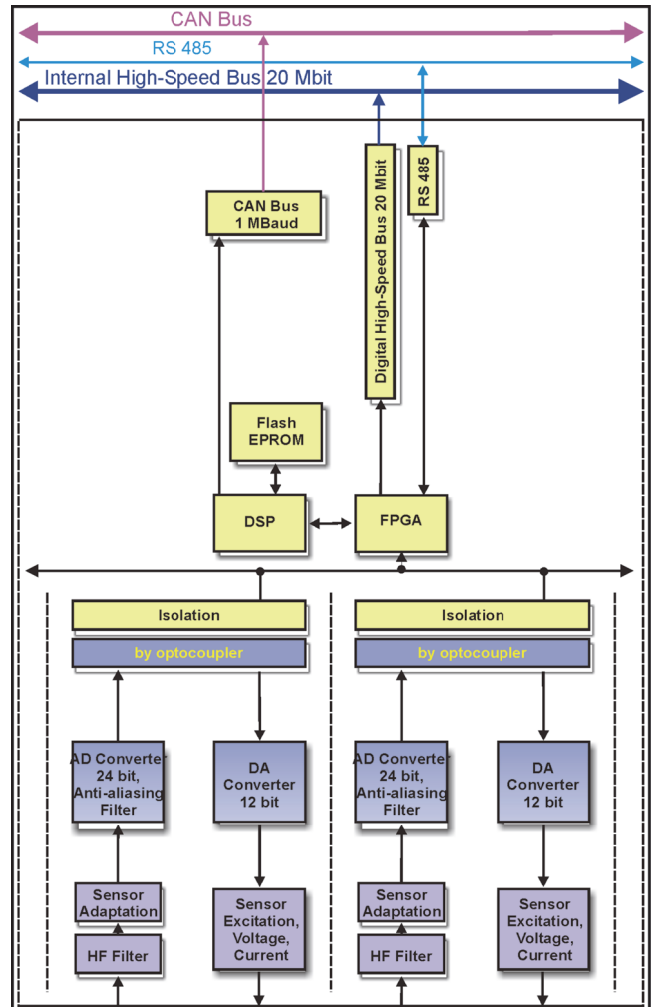 CAN Bus
RS 485
Internal High-Speed Bus 20 Mbit
CAN Bus
1 MBaud
Digital High-Speed Bus 20 Mbit
RS 485
Flash
EPROM
DSP
FPGA
Isolation
by optocoupler
Isolation
by optocoupler
AD Converter
24 bit,
Anti-aliasing
Filter
DA
Converter
12 bit
AD Converter
24 bit,
Anti-aliasing
Filter
DA
Converter
12 bit
Sensor
Adaptation
HF Filter
Sensor
Excitation,
Voltage,
Current
Sensor
Adaptation
HF Filter
Sensor
Excitation,
Voltage,
Current